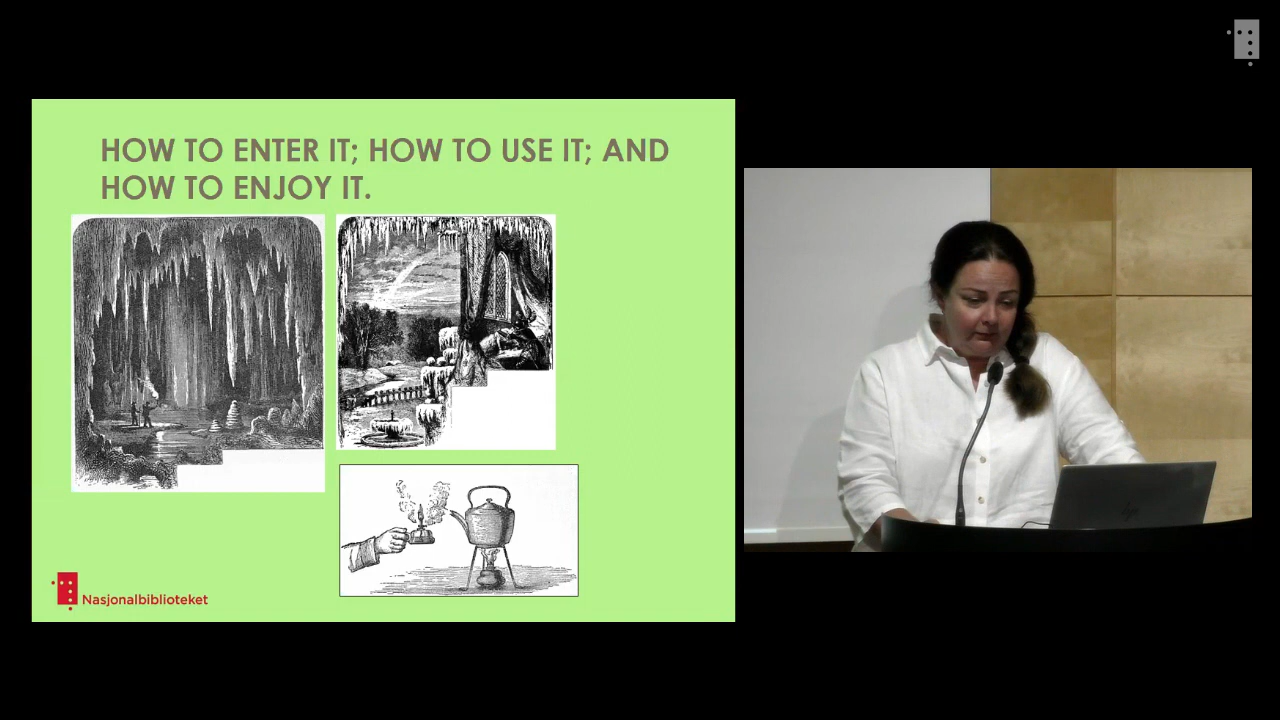 HOW TO ENTER IT; HOW TO USE IT; AND
HOW TO ENJOY IT.
Nasjonalbiblioteket